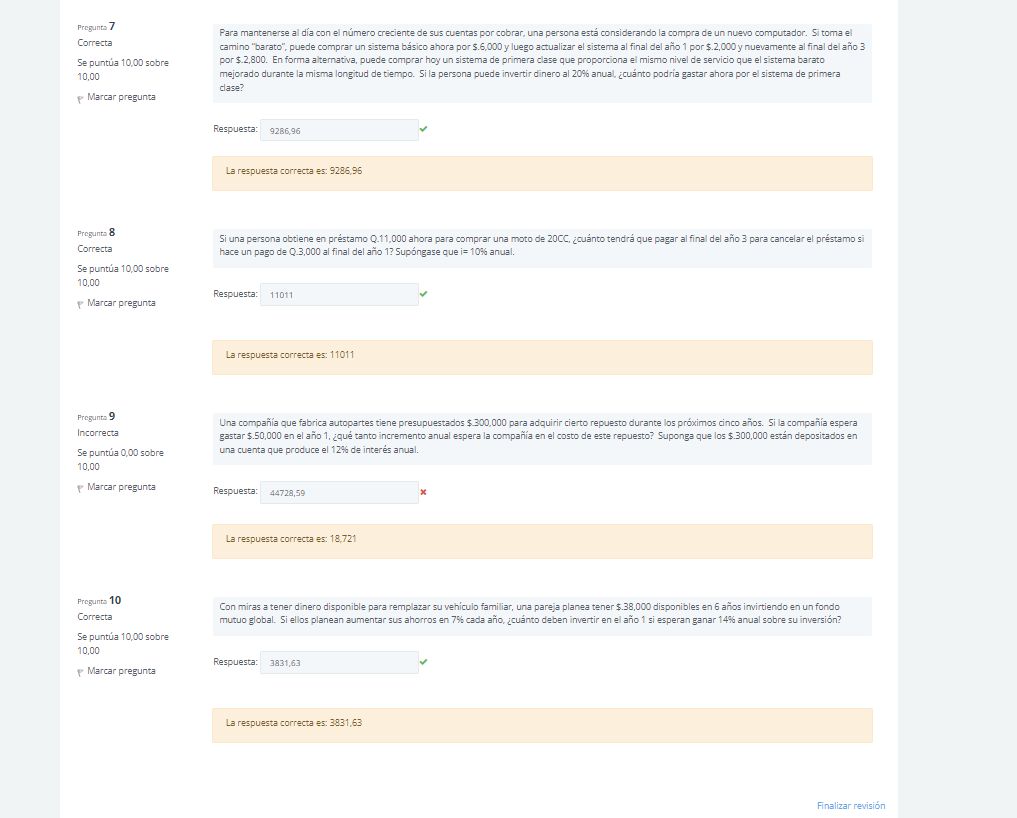 Pregunta 7
Correcta
Se puntúa 10,00 sobre
10,00
Marcar pregunta
Para mantenerse al día con el número creciente de sus cuentas por cobrar, una persona está considerando la compra de un nuevo computador. Si toma el
camino "barato", puede comprar un sistema básico ahora por $.6,000 y luego actualizar el sistema al final del año 1 por $.2,000 y nuevamente al final del año 3
por $.2,800. En forma alternativa, puede comprar hoy un sistema de primera clase que proporciona el mismo nivel de servicio que el sistema barato
mejorado durante la misma longitud de tiempo. Si la persona puede invertir dinero al 20% anual, ¿cuánto podría gastar ahora por el sistema de primera
clase?
Respuesta: 9286,96
La respuesta correcta es: 9286,96
Pregunta 8
Correcta
Se puntúa 10,00 sobre
10,00
Marcar pregunta
Si una persona obtiene en préstamo Q.11,000 ahora para comprar una moto de 20CC, ¿cuánto tendrá que pagar al final del año 3 para cancelar el préstamo si
hace un pago de Q.3,000 al final del año 1? Supóngase que i= 10% anual.
Respuesta: 11011
La respuesta correcta es: 11011
Pregunta 9
Incorrecta
Se puntúa 0,00 sobre
10,00
Marcar pregunta
Una compañía que fabrica autopartes tiene presupuestados $.300,000 para adquirir cierto repuesto durante los próximos cinco años. Si la compañía espera
gastar $.50,000 en el año 1, ¿qué tanto incremento anual espera la compañía en el costo de este repuesto? Suponga que los $.300,000 están depositados en
una cuenta que produce el 12% de interés anual.
Respuesta: 44728,59
La respuesta correcta es: 18,721
Pregunta 10
Correcta
Se puntúa 10,00 sobre
10,00
Marcar pregunta
Con miras a tener dinero disponible para remplazar su vehículo familiar, una pareja planea tener $.38,000 disponibles en 6 años invirtiendo en un fondo
mutuo global. Si ellos planean aumentar sus ahorros en 7% cada año, ¿cuánto deben invertir en el año 1 si esperan ganar 14% anual sobre su inversión?
Respuesta: 3831,63
La respuesta correcta es: 3831,63
Finalizar revisión